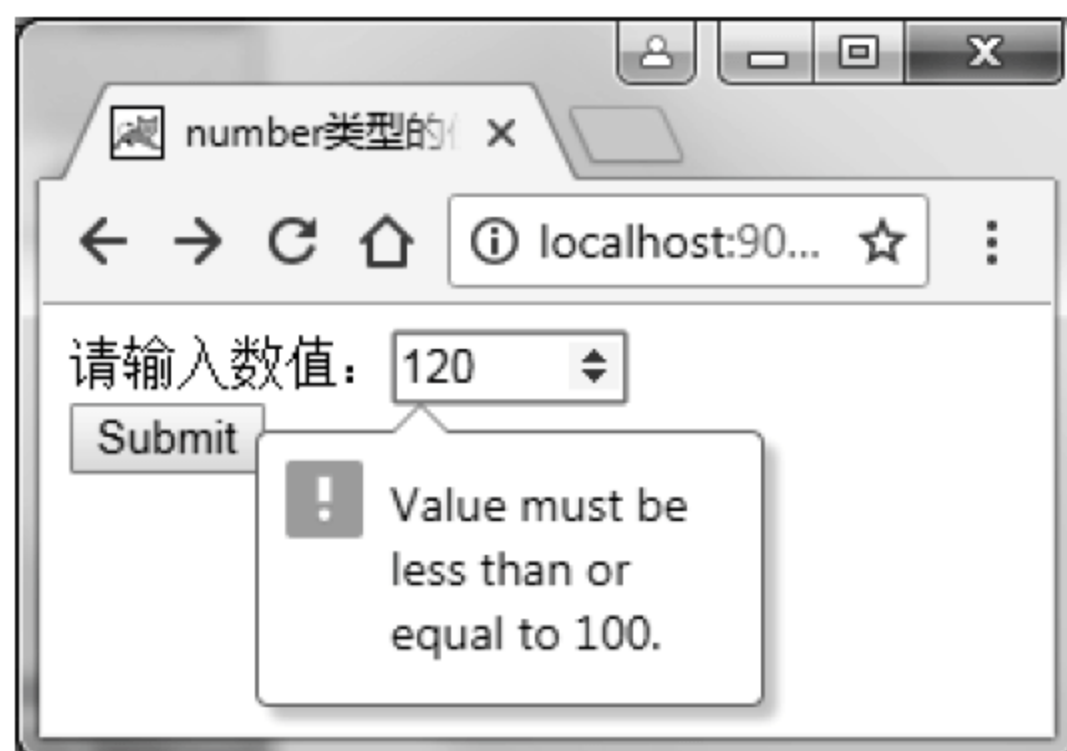 number类型的
localhost:90...
请输入数值：120
Submit
Value must be
less than or
equal to 100.